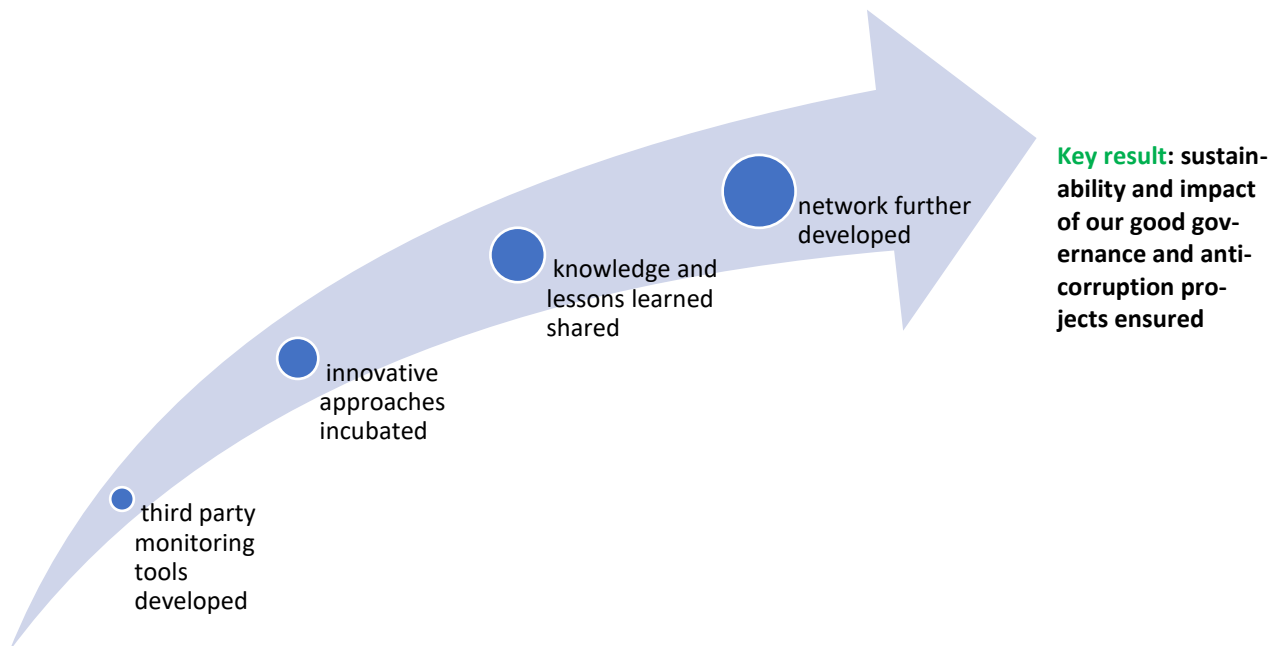 third party
monitoring
tools
developed
innovative
approaches
incubated
knowledge and
lessons learned
shared
network further
developed
Key result: sustain-
ability and impact
of our good gov-
ernance and anti-
corruption pro-
jects ensured